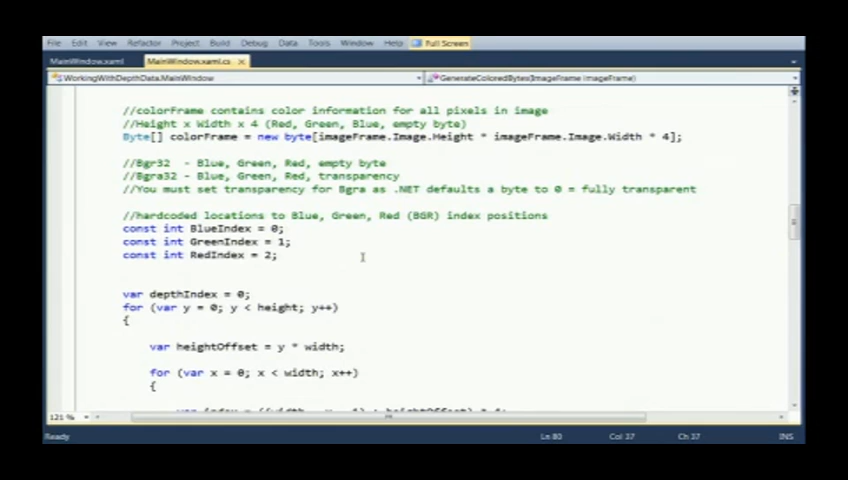 File Edit View Refactor Project Build Debug Data Tools Window Help Full Screen
MainWindow.xaml MainWindow.xaml.cs x
WorkingWithDepthData.MainWindow GenerateColoredBytes(ImageFrame imageFrame)
//colorFrame contains color information for all pixels in image
//Height x Width x 4 (Red, Green, Blue, empty byte)
Byte[] colorFrame = new byte[imageFrame.Image.Height * imageFrame.Image.Width * 4];
//Bgr32 - Blue, Green, Red, empty byte
//Bgra32 - Blue, Green, Red, transparency
//You must set transparency for Bgra as .NET defaults a byte to 0 = fully transparent
//hardcoded locations to Blue, Green, Red (BGR) index positions
const int BlueIndex = 0;
const int GreenIndex = 1;
const int RedIndex = 2;
var depthIndex = 0;
for (var y = 0; y < height; y++)
{
var heightOffset = y * width;
for (var x = 0; x < width; x++)
{
121 %
Ready Ln 80 Col 37 Ch 37 INS